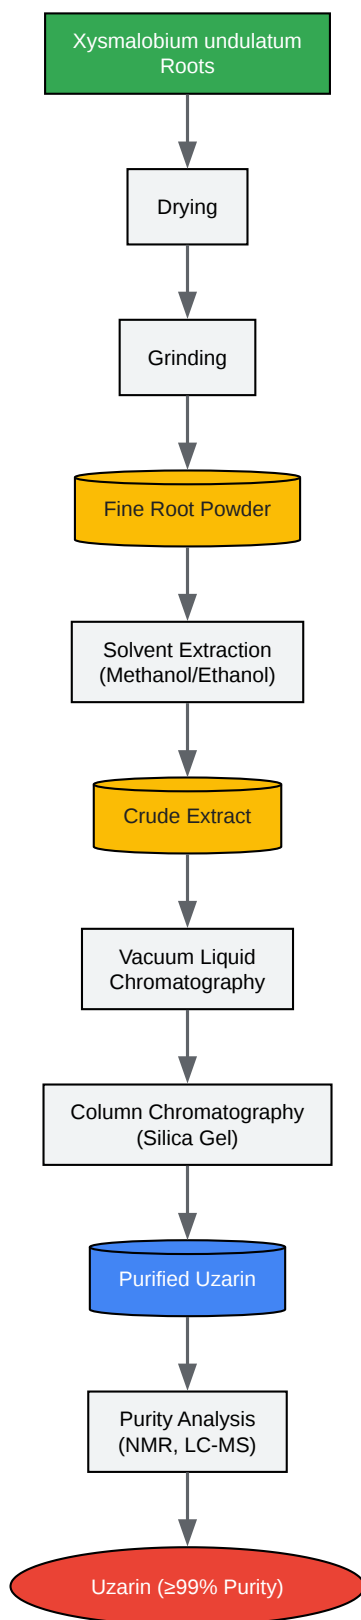 Xysmalobium undulatum
Roots
Drying
Grinding
Fine Root Powder
Solvent Extraction
(Methanol/Ethanol)
Crude Extract
Vacuum Liquid
Chromatography
Column Chromatography
(Silica Gel)
Purified Uzarin
Purity Analysis
(NMR, LC-MS)
Uzarin (≥99% Purity)